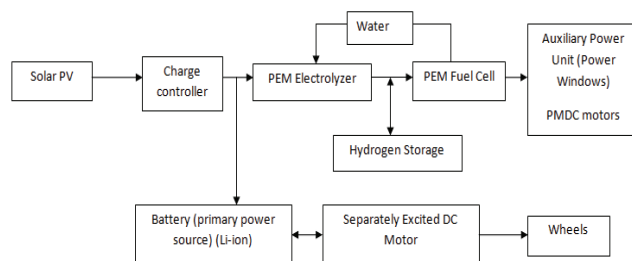 Water
Solar PV
Charge
controller
PEM Electrolyzer
PEM Fuel Cell
Auxiliary Power
Unit (Power
Windows)
PMDC motors
Hydrogen Storage
Battery (primary power
source) (Li-ion)
Separately Excited DC
Motor
Wheels